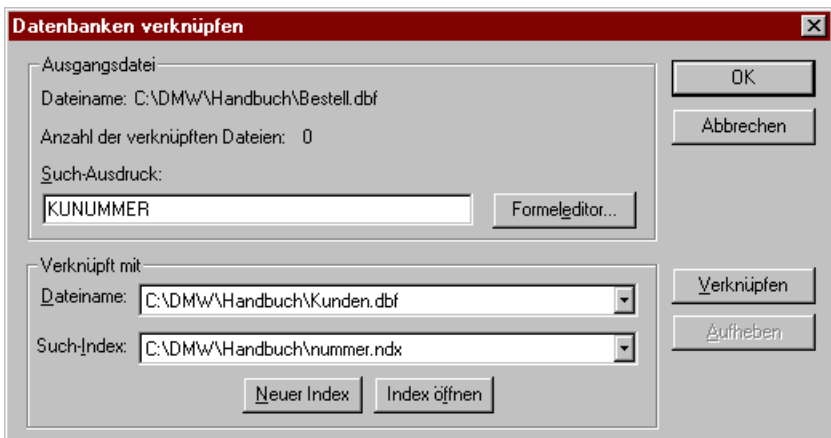 Datenbanken verknüpfen
Ausgangsdatei
Dateiname: C:\DMW\Handbuch\Bestell.dbf
OK
Anzahl der verknüpften Dateien: 0
Abbrechen
Such-Ausdruck:
KUNUMMER
Formeleditor...
Verknüpft mit
Dateiname: C:\DMW\Handbuch\Kunden.dbf
Verknüpfen
Such-Index: C:\DMW\Handbuch\nummer.ndx
Aufheben
Neuer Index Index öffnen